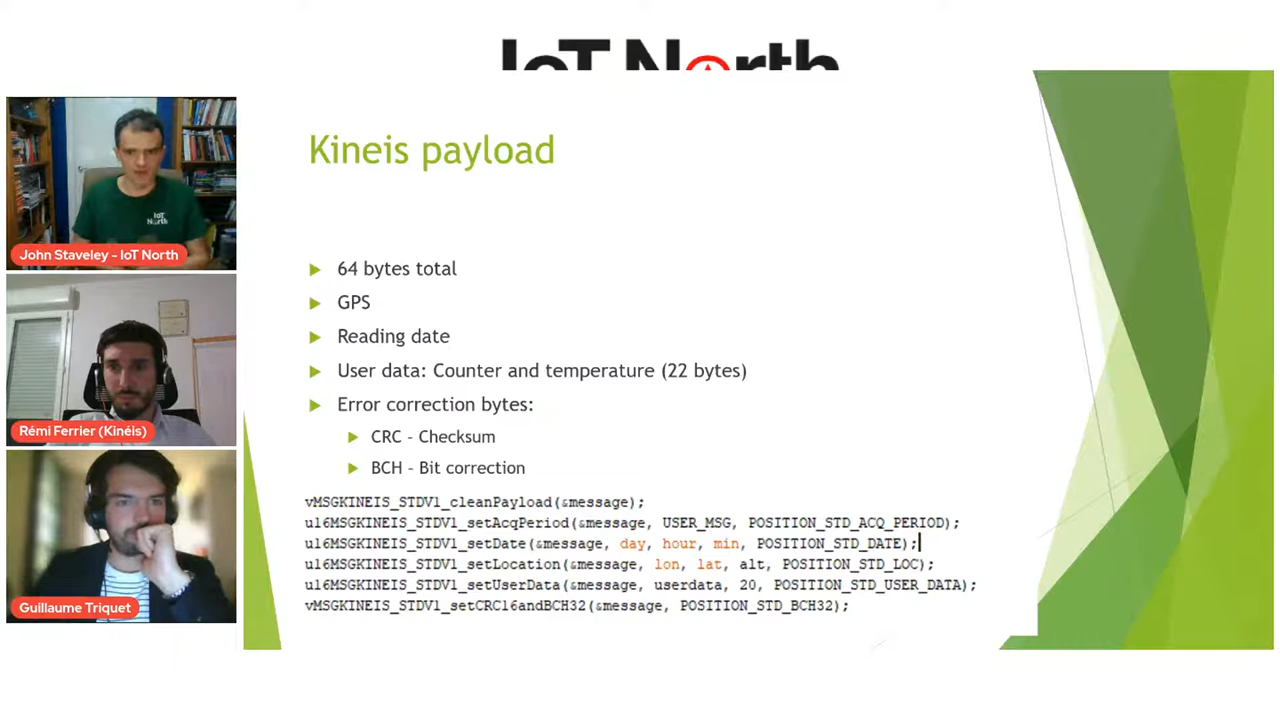 IoT North
Kineis payload
64 bytes total
GPS
Reading date
User data: Counter and temperature (22 bytes)
Error correction bytes:
CRC - Checksum
BCH - Bit correction
vMSGKINEIS_STDV1_cleanPayload(&message);
u16MSGKINEIS_STDV1_setAcqPeriod(&message, USER_MSG, POSITION_STD_ACQ_PERIOD);
u16MSGKINEIS_STDV1_setDate(&message, day, hour, min, POSITION_STD_DATE);
u16MSGKINEIS_STDV1_setLocation(&message, lon, lat, alt, POSITION_STD_LOC);
u16MSGKINEIS_STDV1_setUserData(&message, userdata, 20, POSITION_STD_USER_DATA);
vMSGKINEIS_STDV1_setCRC16andBCH32(&message, POSITION_STD_BCH32);
IoT
North
John Staveley - IoT North
Rémi Ferrier (Kinéis)
Guillaume Triquet